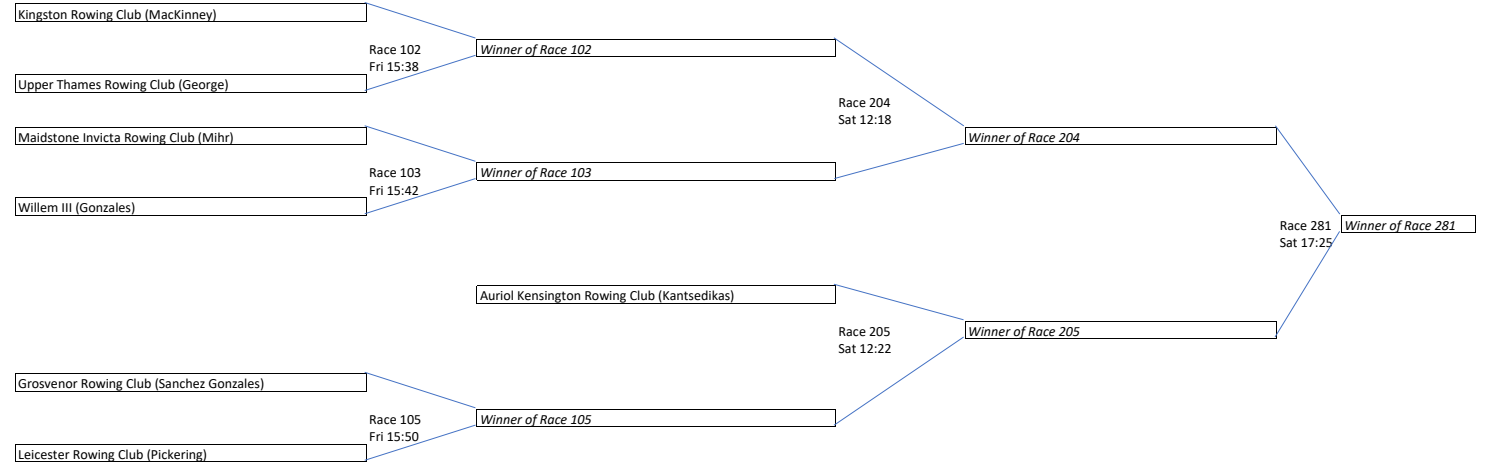 Kingston Rowing Club (MacKinney)
Race 102
Fri 15:38
Winner of Race 102
Upper Thames Rowing Club (George)
Race 204
Sat 12:18
Maidstone Invicta Rowing Club (Mihr)
Winner of Race 204
Race 103
Fri 15:42
Winner of Race 103
Willem III (Gonzales)
Race 281
Sat 17:25
Winner of Race 281
Auriol Kensington Rowing Club (Kantsedikas)
Race 205
Sat 12:22
Winner of Race 205
Grosvenor Rowing Club (Sanchez Gonzales)
Race 105
Fri 15:50
Winner of Race 105
Leicester Rowing Club (Pickering)